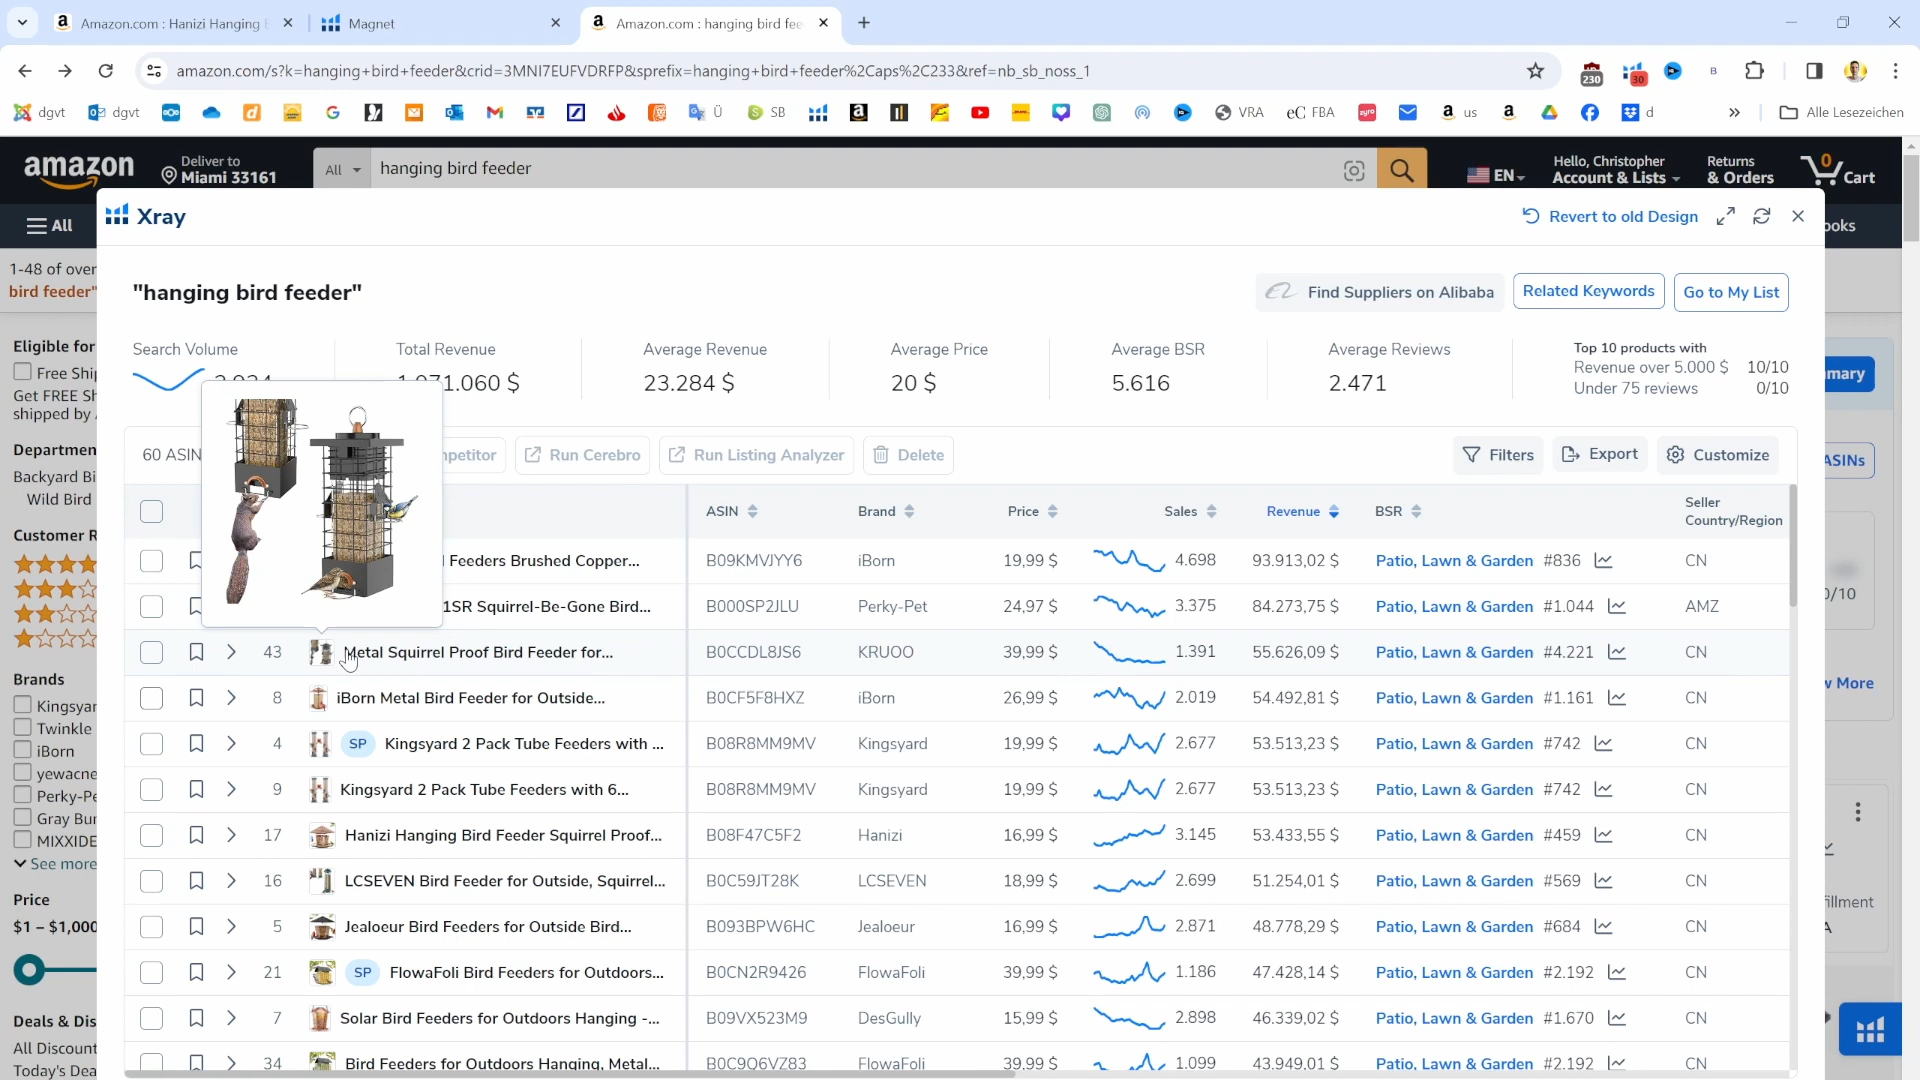 Amazon.com : Hanizi Hanging
Magnet
Amazon.com : hanging bird fee
amazon.com/s?k=hanging+bird+feeder&crid=3MNI7EUFVDRFP&sprefix=hanging+bird+feeder%2Caps%2C233&ref=nb_sb_noss_1
230
30
B
dgvt
dgvt
Ü
SB
VRA
eC FBA
us
d
Alle Lesezeichen
amazon
Deliver to
Miami 33161
All
hanging bird feeder
EN
Hello, Christopher
Account & Lists
Returns
& Orders
0
Cart
All
ooks
Xray
Revert to old Design
1-48 of over
bird feeder"
"hanging bird feeder"
Find Suppliers on Alibaba
Related Keywords
Go to My List
Search Volume
Total Revenue
1.071.060 $
Average Revenue
23.284 $
Average Price
20 $
Average BSR
5.616
Average Reviews
2.471
Top 10 products with
Revenue over 5.000 $ 10/10
Under 75 reviews 0/10
Eligible for
Free Ship
Get FREE Sh
shipped by
mmary
Departmen
Backyard Bi
Wild Bird
60 ASIN
mpetitor
Run Cerebro
Run Listing Analyzer
Delete
Filters
Export
Customize
ASINs
ASIN Brand Price Sales Revenue BSR Seller Country/Region
Customer R
l Feeders Brushed Copper... B09KMVJYY6 iBorn 19,99 $ 4.698 93.913,02 $ Patio, Lawn & Garden #836 CN
0/10
1SR Squirrel-Be-Gone Bird... B000SP2JLU Perky-Pet 24,97 $ 3.375 84.273,75 $ Patio, Lawn & Garden #1.044 AMZ
43 Metal Squirrel Proof Bird Feeder for... B0CCDL8JS6 KRUOO 39,99 $ 1.391 55.626,09 $ Patio, Lawn & Garden #4.221 CN
8 iBorn Metal Bird Feeder for Outside... B0CF5F8HXZ iBorn 26,99 $ 2.019 54.492,81 $ Patio, Lawn & Garden #1.161 CN
4 SP Kingsyard 2 Pack Tube Feeders with ... B08R8MM9MV Kingsyard 19,99 $ 2.677 53.513,23 $ Patio, Lawn & Garden #742 CN
9 Kingsyard 2 Pack Tube Feeders with 6... B08R8MM9MV Kingsyard 19,99 $ 2.677 53.513,23 $ Patio, Lawn & Garden #742 CN
17 Hanizi Hanging Bird Feeder Squirrel Proof... B08F47C5F2 Hanizi 16,99 $ 3.145 53.433,55 $ Patio, Lawn & Garden #459 CN
16 LCSEVEN Bird Feeder for Outside, Squirrel... B0C59JT28K LCSEVEN 18,99 $ 2.699 51.254,01 $ Patio, Lawn & Garden #569 CN
5 Jealoeur Bird Feeders for Outside Bird... B093BPW6HC Jealoeur 16,99 $ 2.871 48.778,29 $ Patio, Lawn & Garden #684 CN
21 SP FlowaFoli Bird Feeders for Outdoors... B0CN2R9426 FlowaFoli 39,99 $ 1.186 47.428,14 $ Patio, Lawn & Garden #2.192 CN
7 Solar Bird Feeders for Outdoors Hanging -... B09VX523M9 DesGully 15,99 $ 2.898 46.339,02 $ Patio, Lawn & Garden #1.670 CN
34 Bird Feeders for Outdoors Hanging, Metal... B0C9Q6VZ83 FlowaFoli 39,99 $ 1.099 43.949,01 $ Patio, Lawn & Garden #2.192 CN
Brands
Kingsyar
Twinkle
iBorn
yewacne
Perky-Pe
Gray Bun
MIXXIDE
See more
w More
Price
$1 – $1,000
fillment
A
Deals & Dis
All Discount
Today's Dea